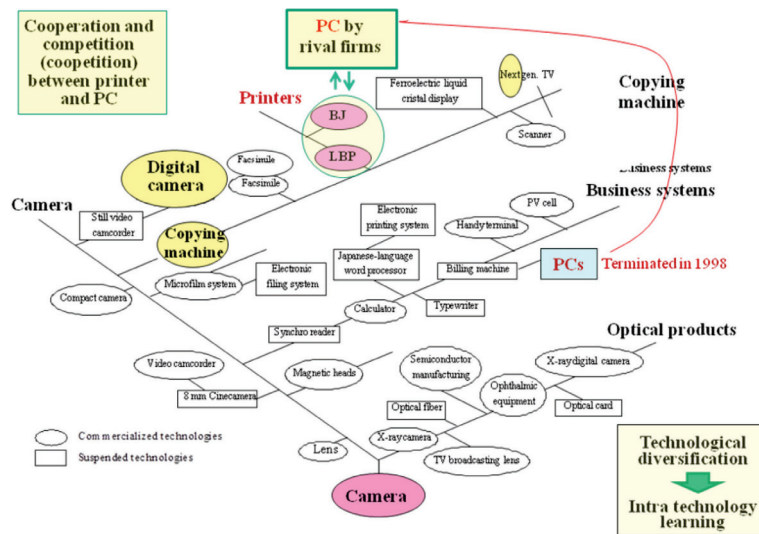 Cooperation and
competition
(coopetition)
between printer
and PC
PC by
rival firms
Ferroelectric liquid
cristal display
Next gen. TV
Copying
machine
Printers
BJ
LBP
Scanner
Digital
camera
Facsimile
Facsimile
Business systems
Business systems
Camera
Still video
camcorder
Copying
machine
Electronic
printing system
Handy terminal
PV cell
Japanese-language
word processor
Billing machine
PCs
Terminated in 1998
Compact camera
Microfilm system
Electronic
filing system
Calculator
Typewriter
Synchro reader
Optical products
Video camcorder
Magnetic heads
Semiconductor
manufacturing
X-ray digital camera
8 mm Cinecamera
Ophthalmic
equipment
Optical fiber
Optical card
Commercialized technologies
Suspended technologies
Lens
X-ray camera
TV broadcasting lens
Camera
Technological
diversification
Intra technology
learning